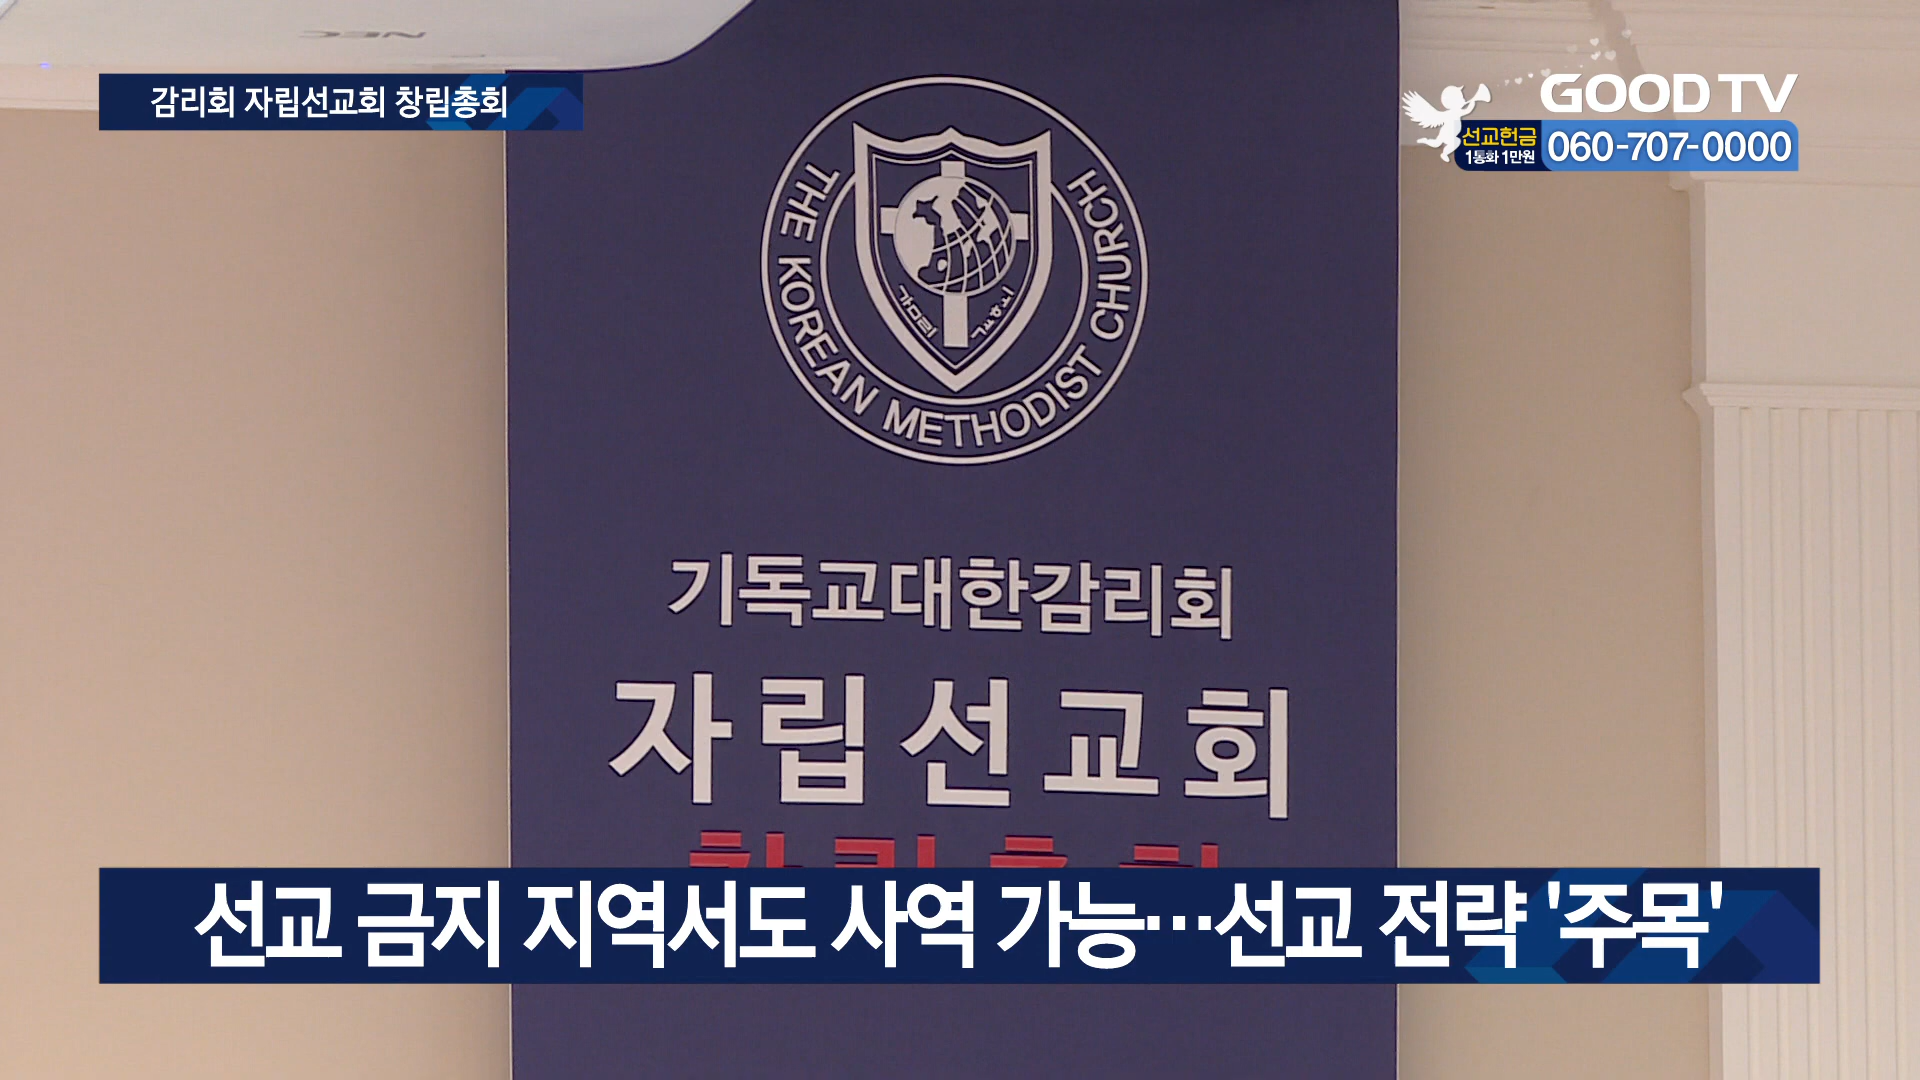 NEC
감리회 자립선교회 창립총회
GOOD TV
선교헌금
1통화 1만원
060-707-0000
THE KOREAN METHODIST CHURCH
기독교대한감리회
자립선교회
선교 금지 지역서도 사역 가능…선교 전략 '주목'